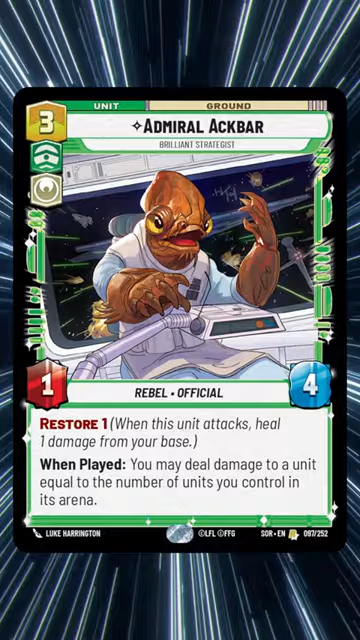 UNIT GROUND
3
✧ADMIRAL ACKBAR
BRILLIANT STRATEGIST
1
REBEL • OFFICIAL
4
RESTORE 1 (When this unit attacks, heal
1 damage from your base.)
When Played: You may deal damage to a unit
equal to the number of units you control in
its arena.
LUKE HARRINGTON ©LFL ©FFG SOR • EN 097/252